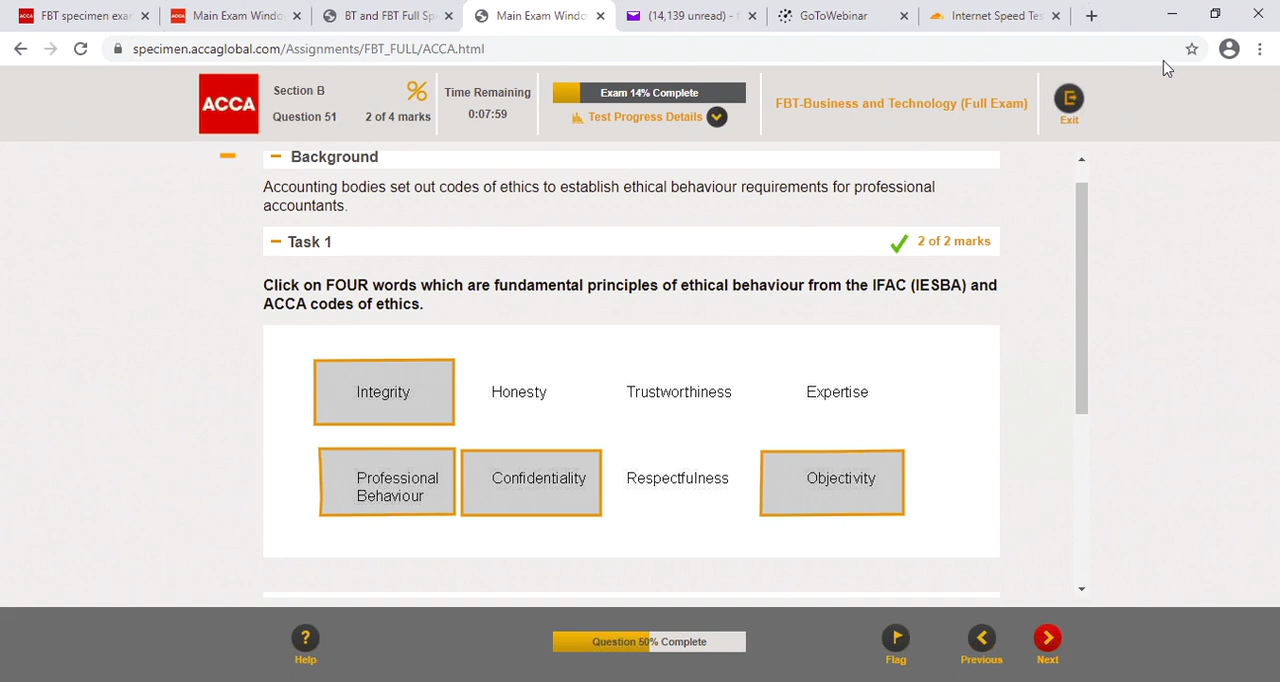 FBT specimen exa
Main Exam Windo
BT and FBT Full Sp
Main Exam Windo
(14,139 unread) - f
GoToWebinar
Internet Speed Tes
specimen.accaglobal.com/Assignments/FBT_FULL/ACCA.html
ACCA
Section B
Question 51
%
2 of 4 marks
Time Remaining
0:07:59
Exam 14% Complete
Test Progress Details
FBT-Business and Technology (Full Exam)
Exit
Background
Accounting bodies set out codes of ethics to establish ethical behaviour requirements for professional
accountants.
Task 1
2 of 2 marks
Click on FOUR words which are fundamental principles of ethical behaviour from the IFAC (IESBA) and
ACCA codes of ethics.
Integrity Honesty Trustworthiness Expertise
Professional Confidentiality Respectfulness Objectivity
Behaviour
?
Help
Question 50% Complete
Flag
Previous
Next